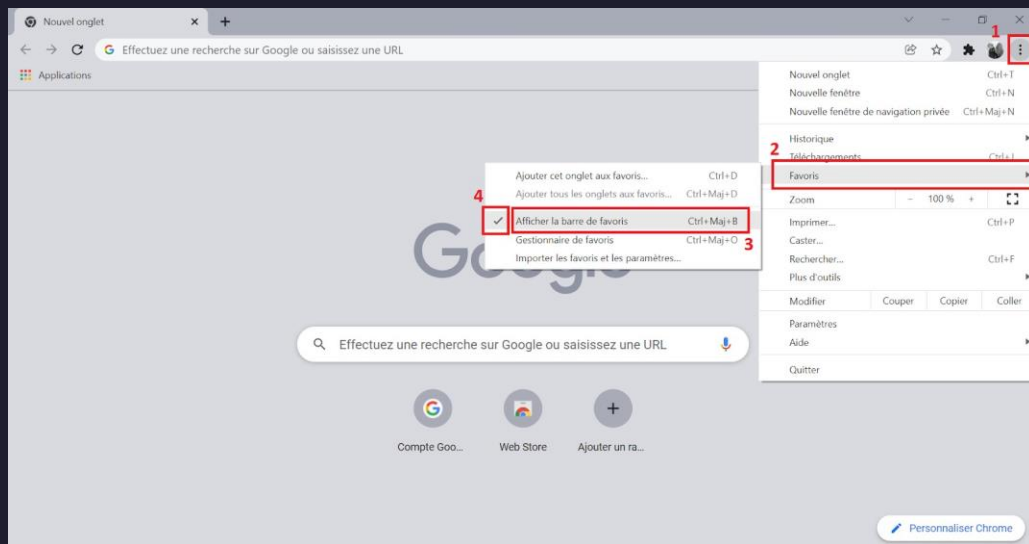 Nouvel onglet
1
Effectuez une recherche sur Google ou saisissez une URL
Applications
Nouvel onglet Ctrl+T
Nouvelle fenêtre Ctrl+N
Nouvelle fenêtre de navigation privée Ctrl+Maj+N
Historique
2
Téléchargements Ctrl+J
Favoris
Zoom - 100 % +
Imprimer... Ctrl+P
Caster...
Rechercher... Ctrl+F
Plus d'outils
Modifier Couper Copier Coller
Paramètres
Aide
Quitter
Ajouter cet onglet aux favoris... Ctrl+D
4
Ajouter tous les onglets aux favoris... Ctrl+Maj+D
Afficher la barre de favoris Ctrl+Maj+B
3
Gestionnaire de favoris Ctrl+Maj+O
Importer les favoris et les paramètres...
Google
Effectuez une recherche sur Google ou saisissez une URL
Compte Goo... Web Store Ajouter un ra...
Personnaliser Chrome